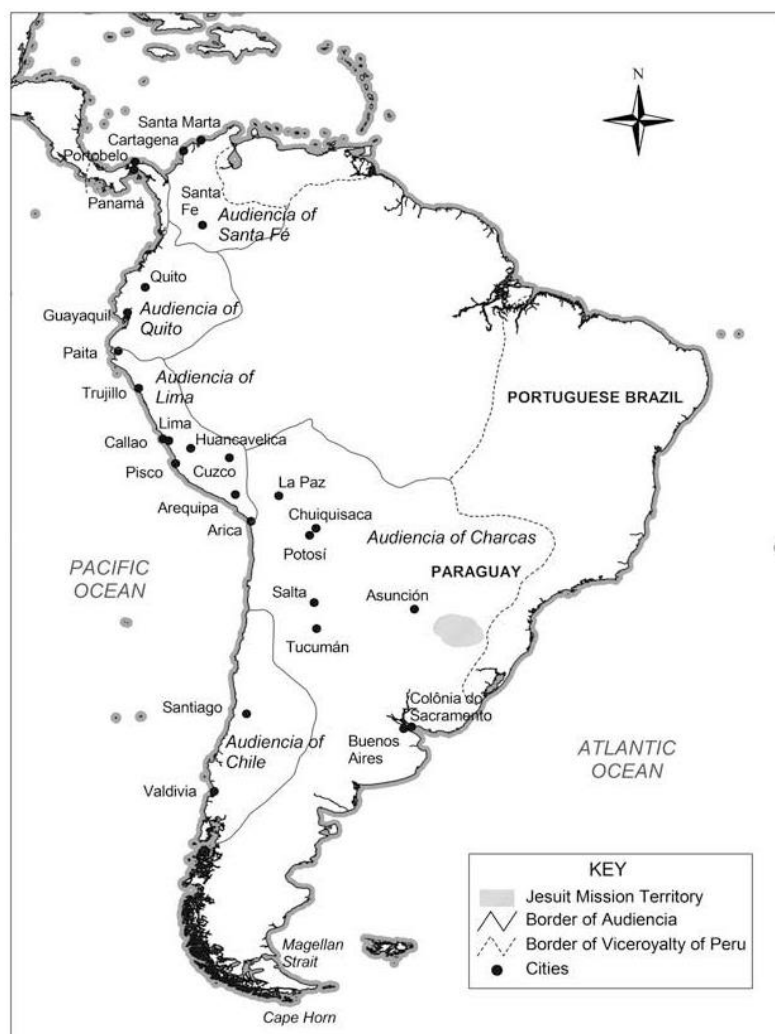 N
Santa Marta
Cartagena
Portobelo
Panamá
Santa
Fe
Audiencia of
Santa Fé
Quito
Guayaquil
Audiencia of
Quito
Paita
Audiencia of
Lima
Trujillo
PORTUGUESE BRAZIL
Lima
Huancavelica
Callao
Cuzco
Pisco
La Paz
Arequipa
Chuiquisaca
Arica
Potosí
Audiencia of Charcas
PACIFIC
OCEAN
PARAGUAY
Salta
Asunción
Tucumán
Santiago
Colônia do
Sacramento
Audiencia of
Chile
Buenos
Aires
ATLANTIC
OCEAN
Valdivia
KEY
Jesuit Mission Territory
Border of Audiencia
Border of Viceroyalty of Peru
Cities
Magellan
Strait
Cape Horn